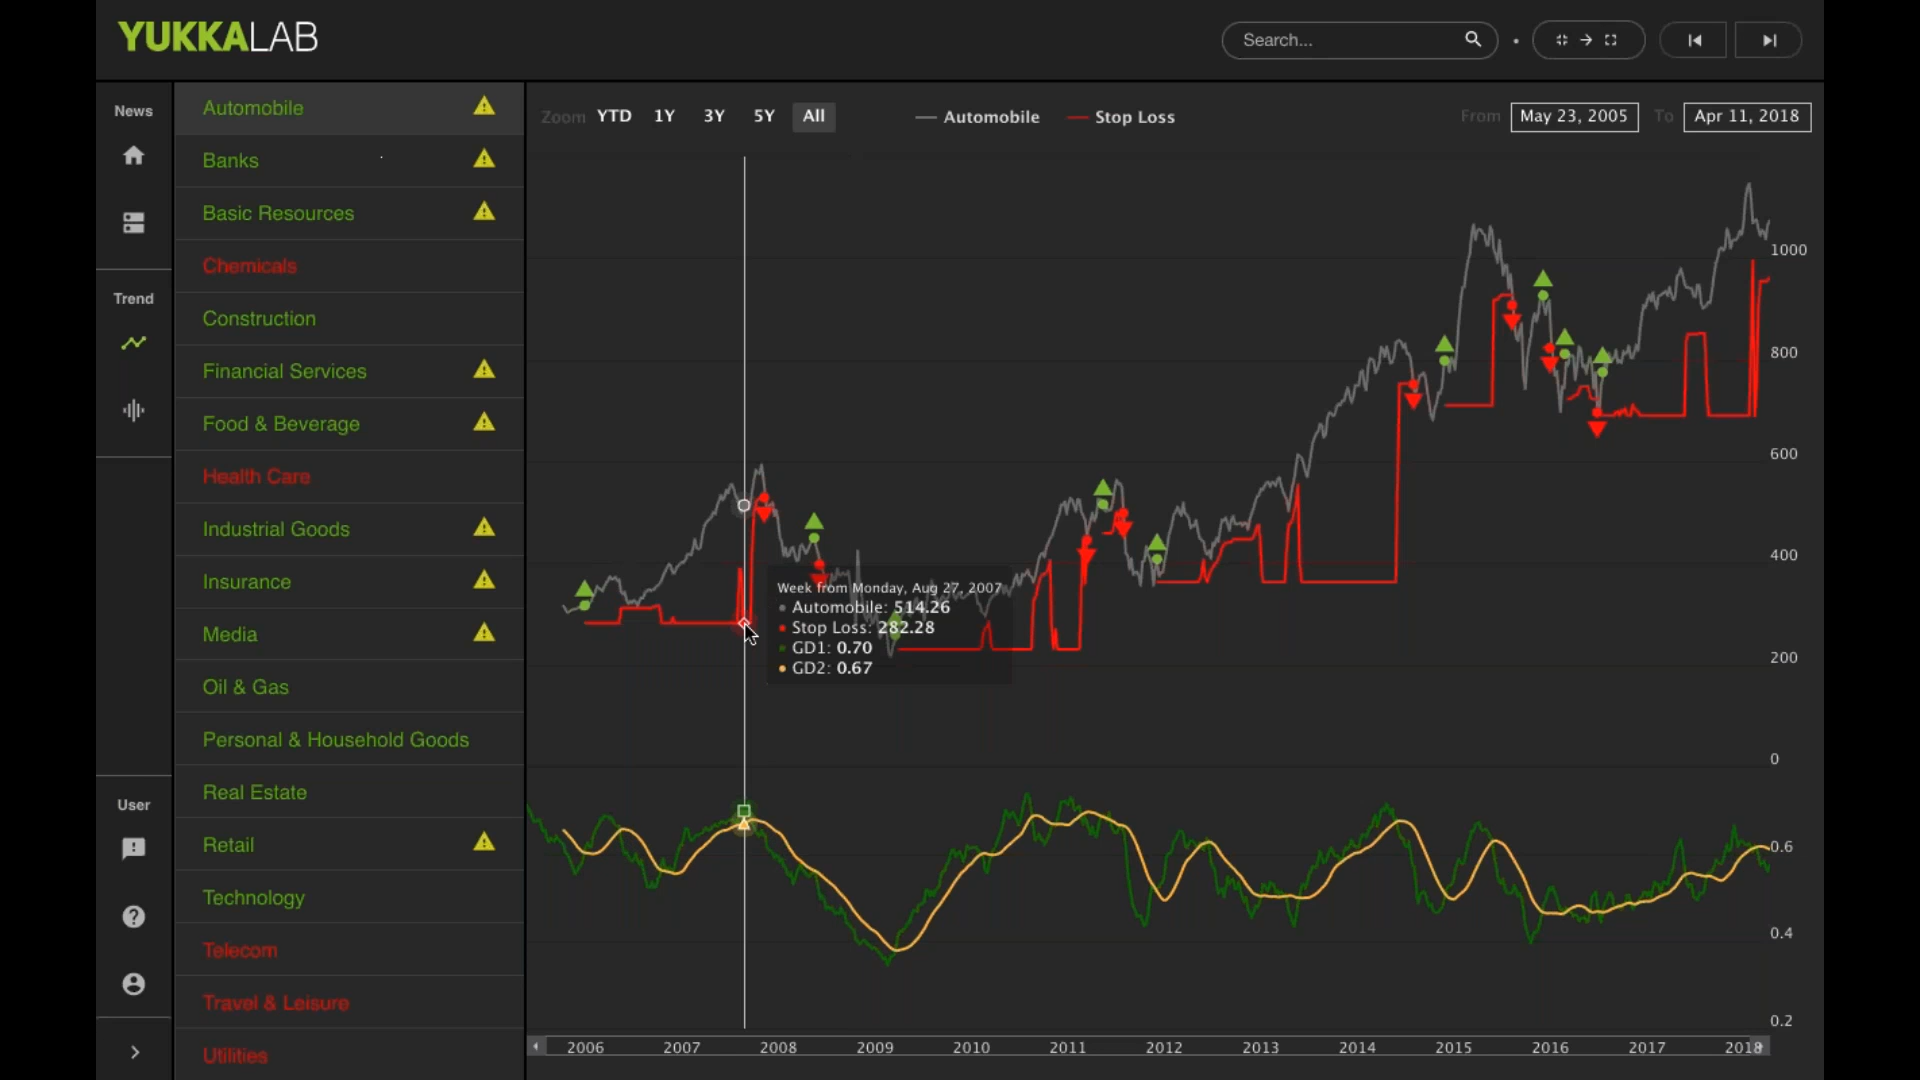 YUKKALAB
Search...
News
Trend
User
Automobile
Banks
Basic Resources
Chemicals
Construction
Financial Services
Food & Beverage
Health Care
Industrial Goods
Insurance
Media
Oil & Gas
Personal & Household Goods
Real Estate
Retail
Technology
Telecom
Travel & Leisure
Utilities
Zoom YTD 1Y 3Y 5Y All
Automobile Stop Loss
From May 23, 2005 To Apr 11, 2018
1000
800
600
400
200
0
Week from Monday, Aug 27, 2007
Automobile: 514.26
Stop Loss: 282.28
GD1: 0.70
GD2: 0.67
0.6
0.4
0.2
2006 2007 2008 2009 2010 2011 2012 2013 2014 2015 2016 2017 2018